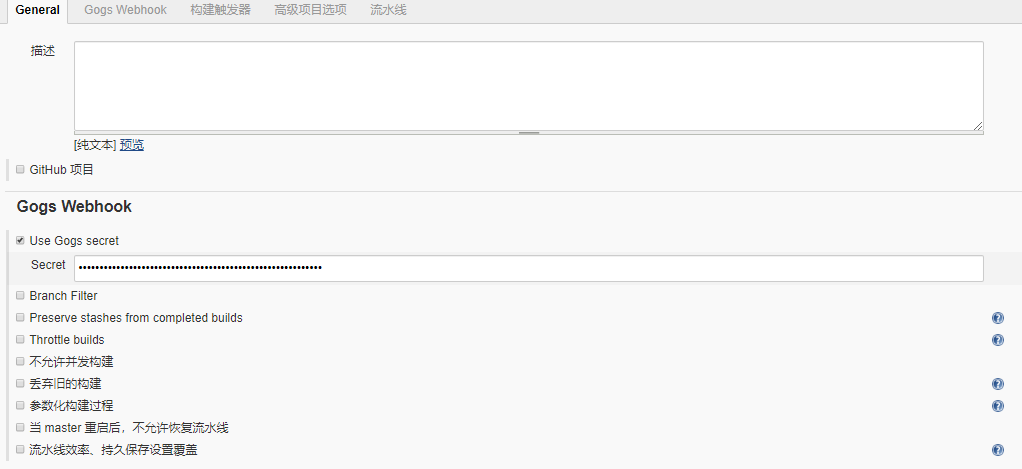 General Gogs Webhook 构建触发器 高级项目选项 流水线
描述
[纯文本] 预览
GitHub 项目
Gogs Webhook
Use Gogs secret
Secret ••••••••••••••••••••••••••••••••••••••••••••••••••••••••••
Branch Filter
Preserve stashes from completed builds
Throttle builds
不允许并发构建
丢弃旧的构建
参数化构建过程
当 master 重启后，不允许恢复流水线
流水线效率、持久保存设置覆盖